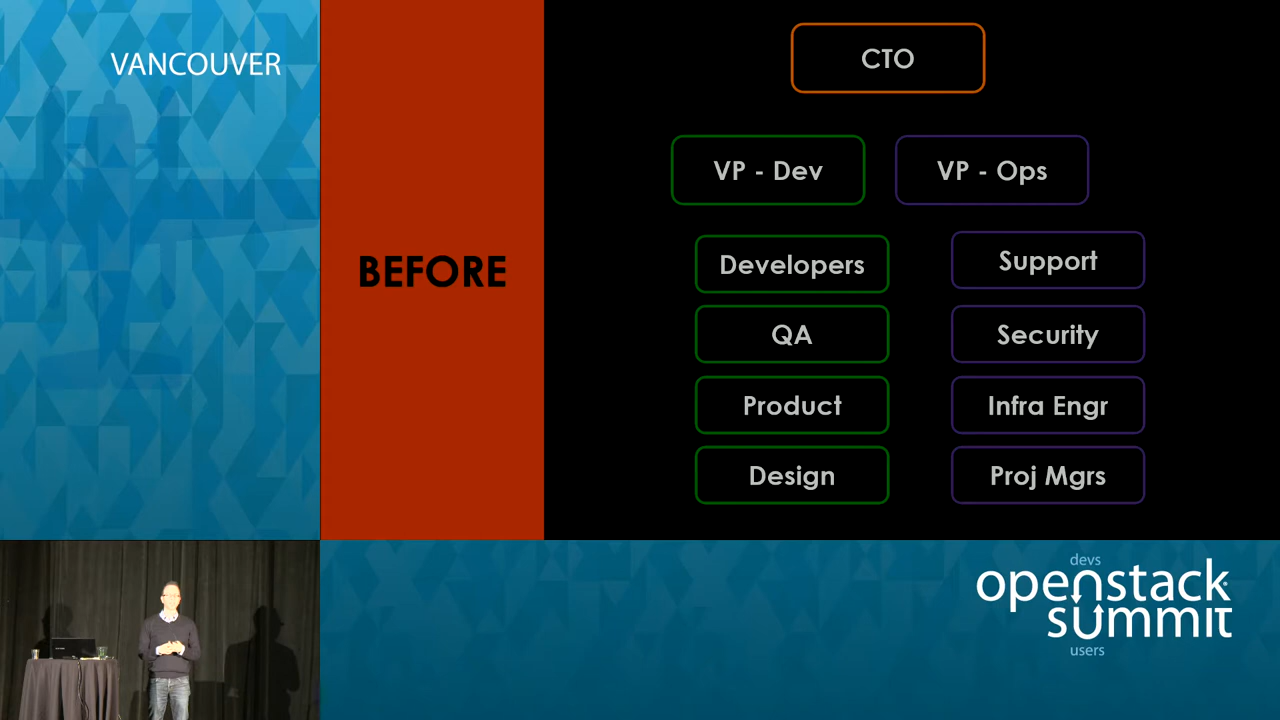 VANCOUVER
BEFORE
CTO
VP - Dev
VP - Ops
Developers
Support
QA
Security
Product
Infra Engr
Design
Proj Mgrs
devs
openstack
summit
users